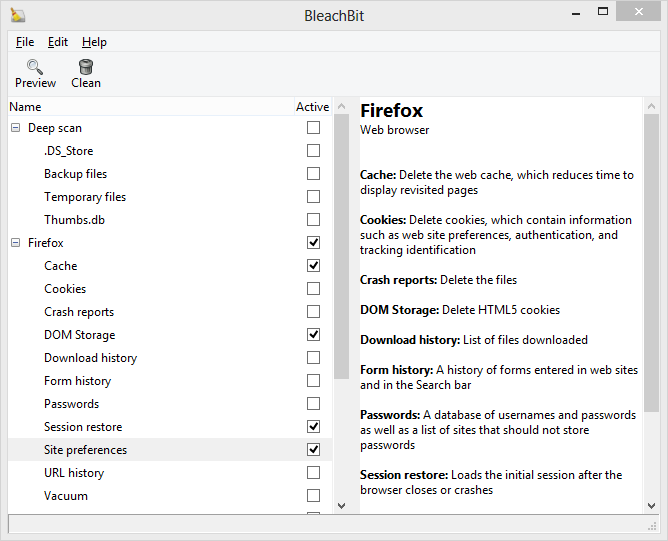 BleachBit
File Edit Help
Preview Clean
Name Active
Deep scan
.DS_Store
Backup files
Temporary files
Thumbs.db
Firefox
Cache
Cookies
Crash reports
DOM Storage
Download history
Form history
Passwords
Session restore
Site preferences
URL history
Vacuum
Firefox
Web browser
Cache: Delete the web cache, which reduces time to
display revisited pages
Cookies: Delete cookies, which contain information
such as web site preferences, authentication, and
tracking identification
Crash reports: Delete the files
DOM Storage: Delete HTML5 cookies
Download history: List of files downloaded
Form history: A history of forms entered in web sites
and in the Search bar
Passwords: A database of usernames and passwords
as well as a list of sites that should not store
passwords
Session restore: Loads the initial session after the
browser closes or crashes